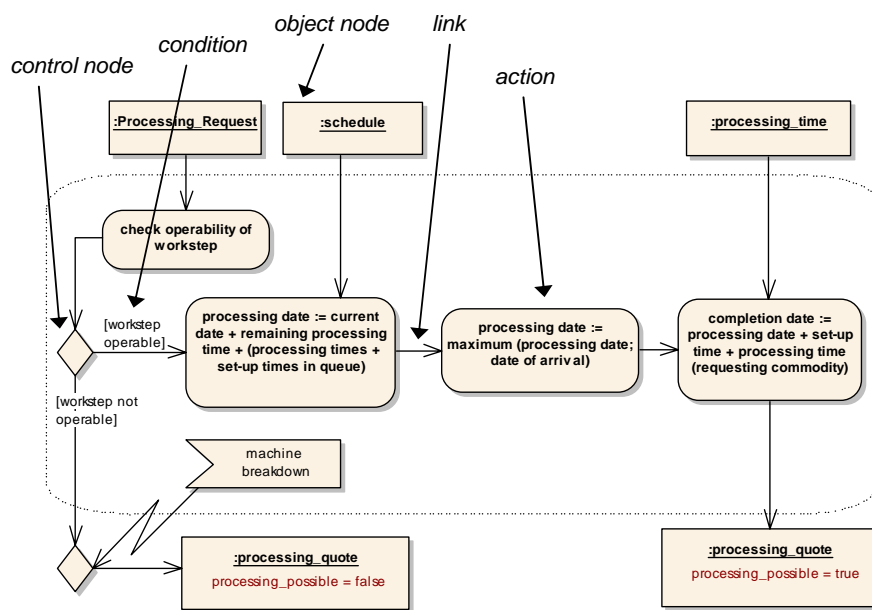 object node
link
condition
control node
action
:Processing_Request
:schedule
:processing_time
check operability of
workstep
[workstep
operable]
processing date := current
date + remaining processing
time + (processing times +
set-up times in queue)
processing date :=
maximum (processing date;
date of arrival)
completion date :=
processing date + set-up
time + processing time
(requesting commodity)
[workstep not
operable]
machine
breakdown
:processing_quote
processing_possible = false
:processing_quote
processing_possible = true